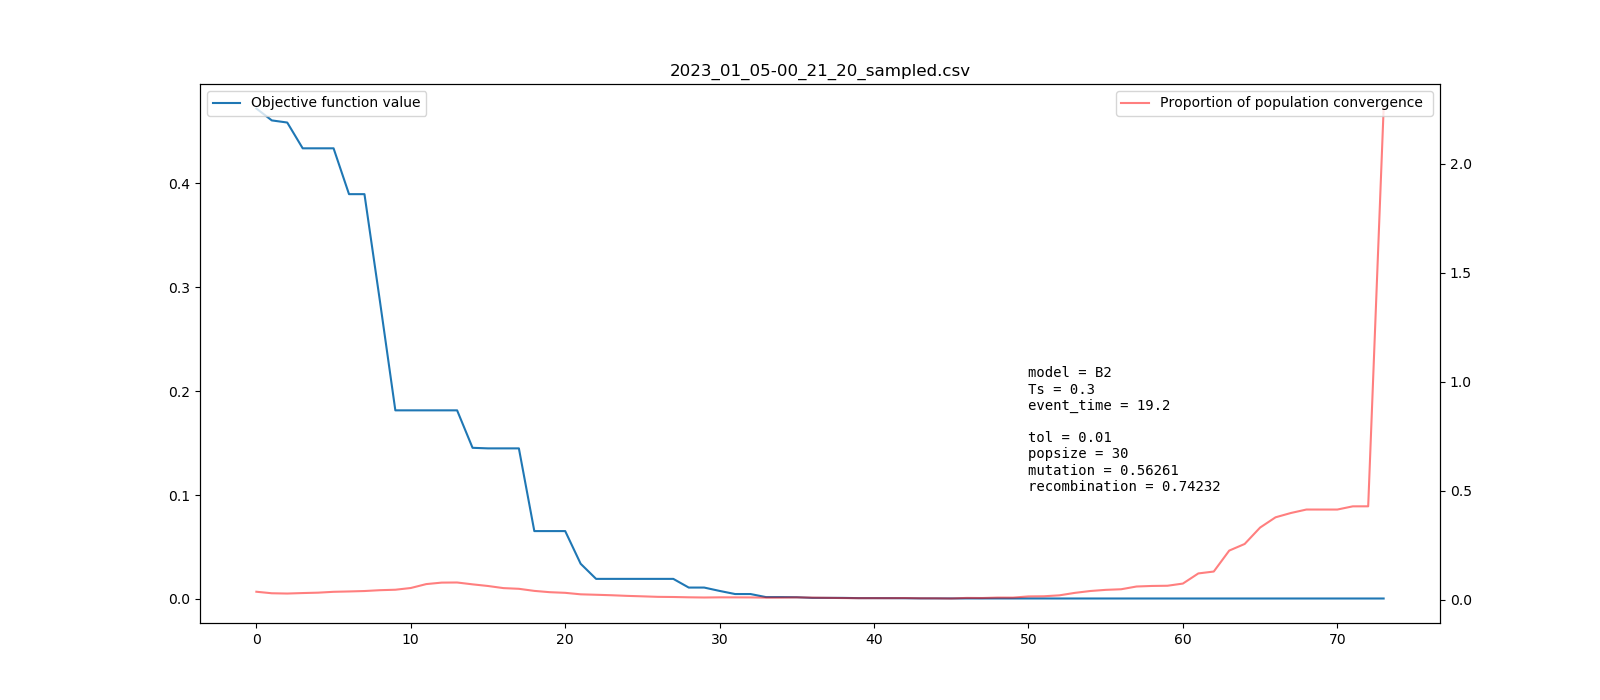 2023_01_05-00_21_20_sampled.csv
Objective function value
Proportion of population convergence
0.4
0.3
0.2
0.1
0.0
2.0
1.5
1.0
0.5
0.0
model = B2
Ts = 0.3
event_time = 19.2
tol = 0.01
popsize = 30
mutation = 0.56261
recombination = 0.74232
0 10 20 30 40 50 60 70